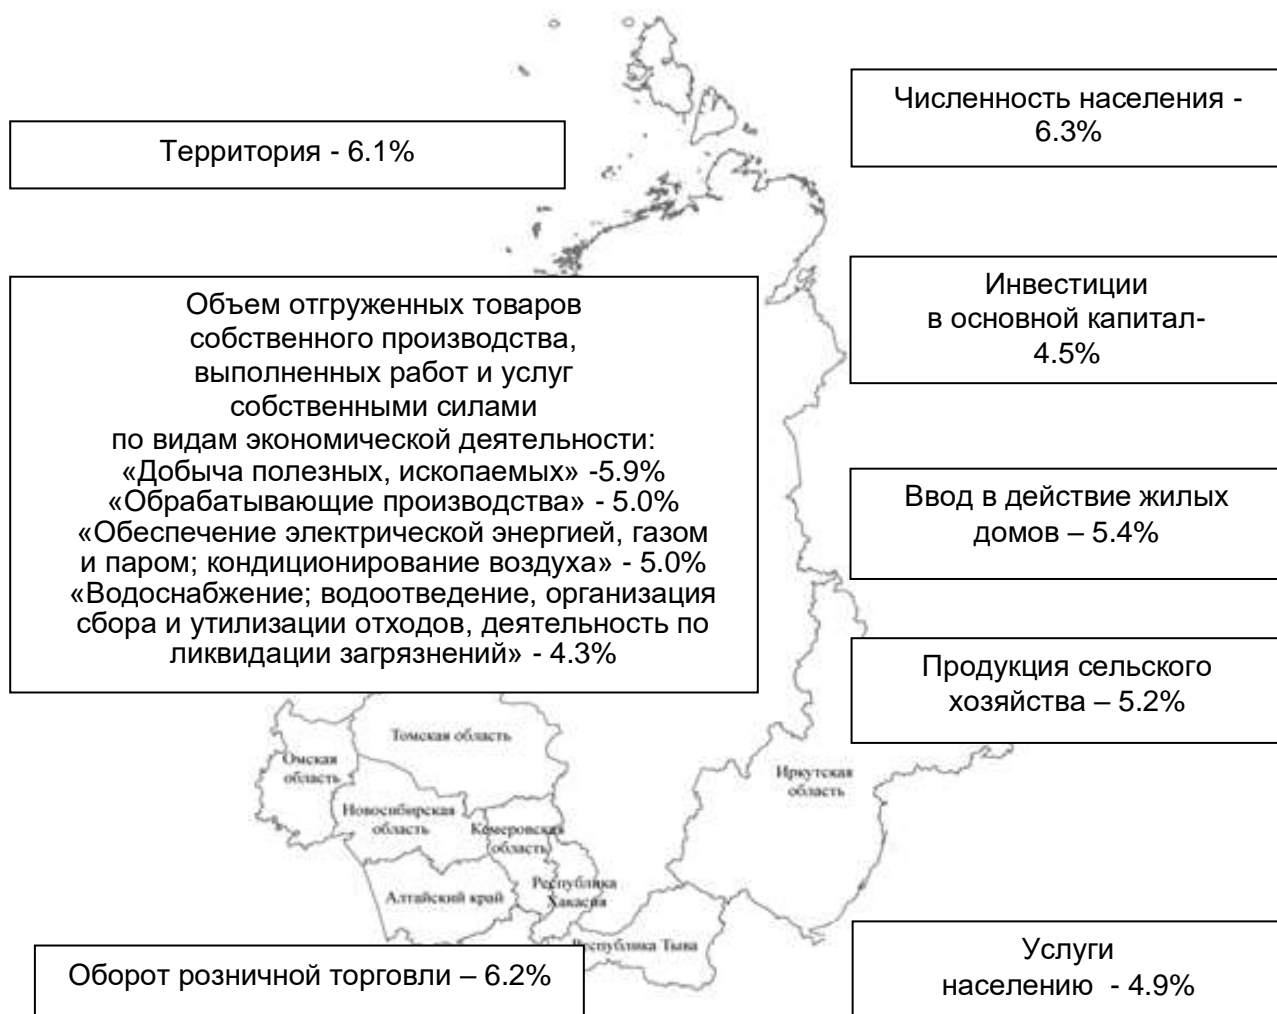 Численность населения -
6.3%
Территория - 6.1%
Объем отгруженных товаров
собственного производства,
выполненных работ и услуг
собственными силами
по видам экономической деятельности:
«Добыча полезных, ископаемых» -5.9%
«Обрабатывающие производства» - 5.0%
«Обеспечение электрической энергией, газом
и паром; кондиционирование воздуха» - 5.0%
«Водоснабжение; водоотведение, организация
сбора и утилизации отходов, деятельность по
ликвидации загрязнений» - 4.3%
Инвестиции
в основной капитал-
4.5%
Ввод в действие жилых
домов – 5.4%
Продукция сельского
хозяйства – 5.2%
Томская область
Омская
область
Иркутская
область
Новосибирская
область
Кемеровская
область
Алтайский край
Республика
Хакасия
Республика Тыва
Оборот розничной торговли – 6.2%
Услуги
населению - 4.9%